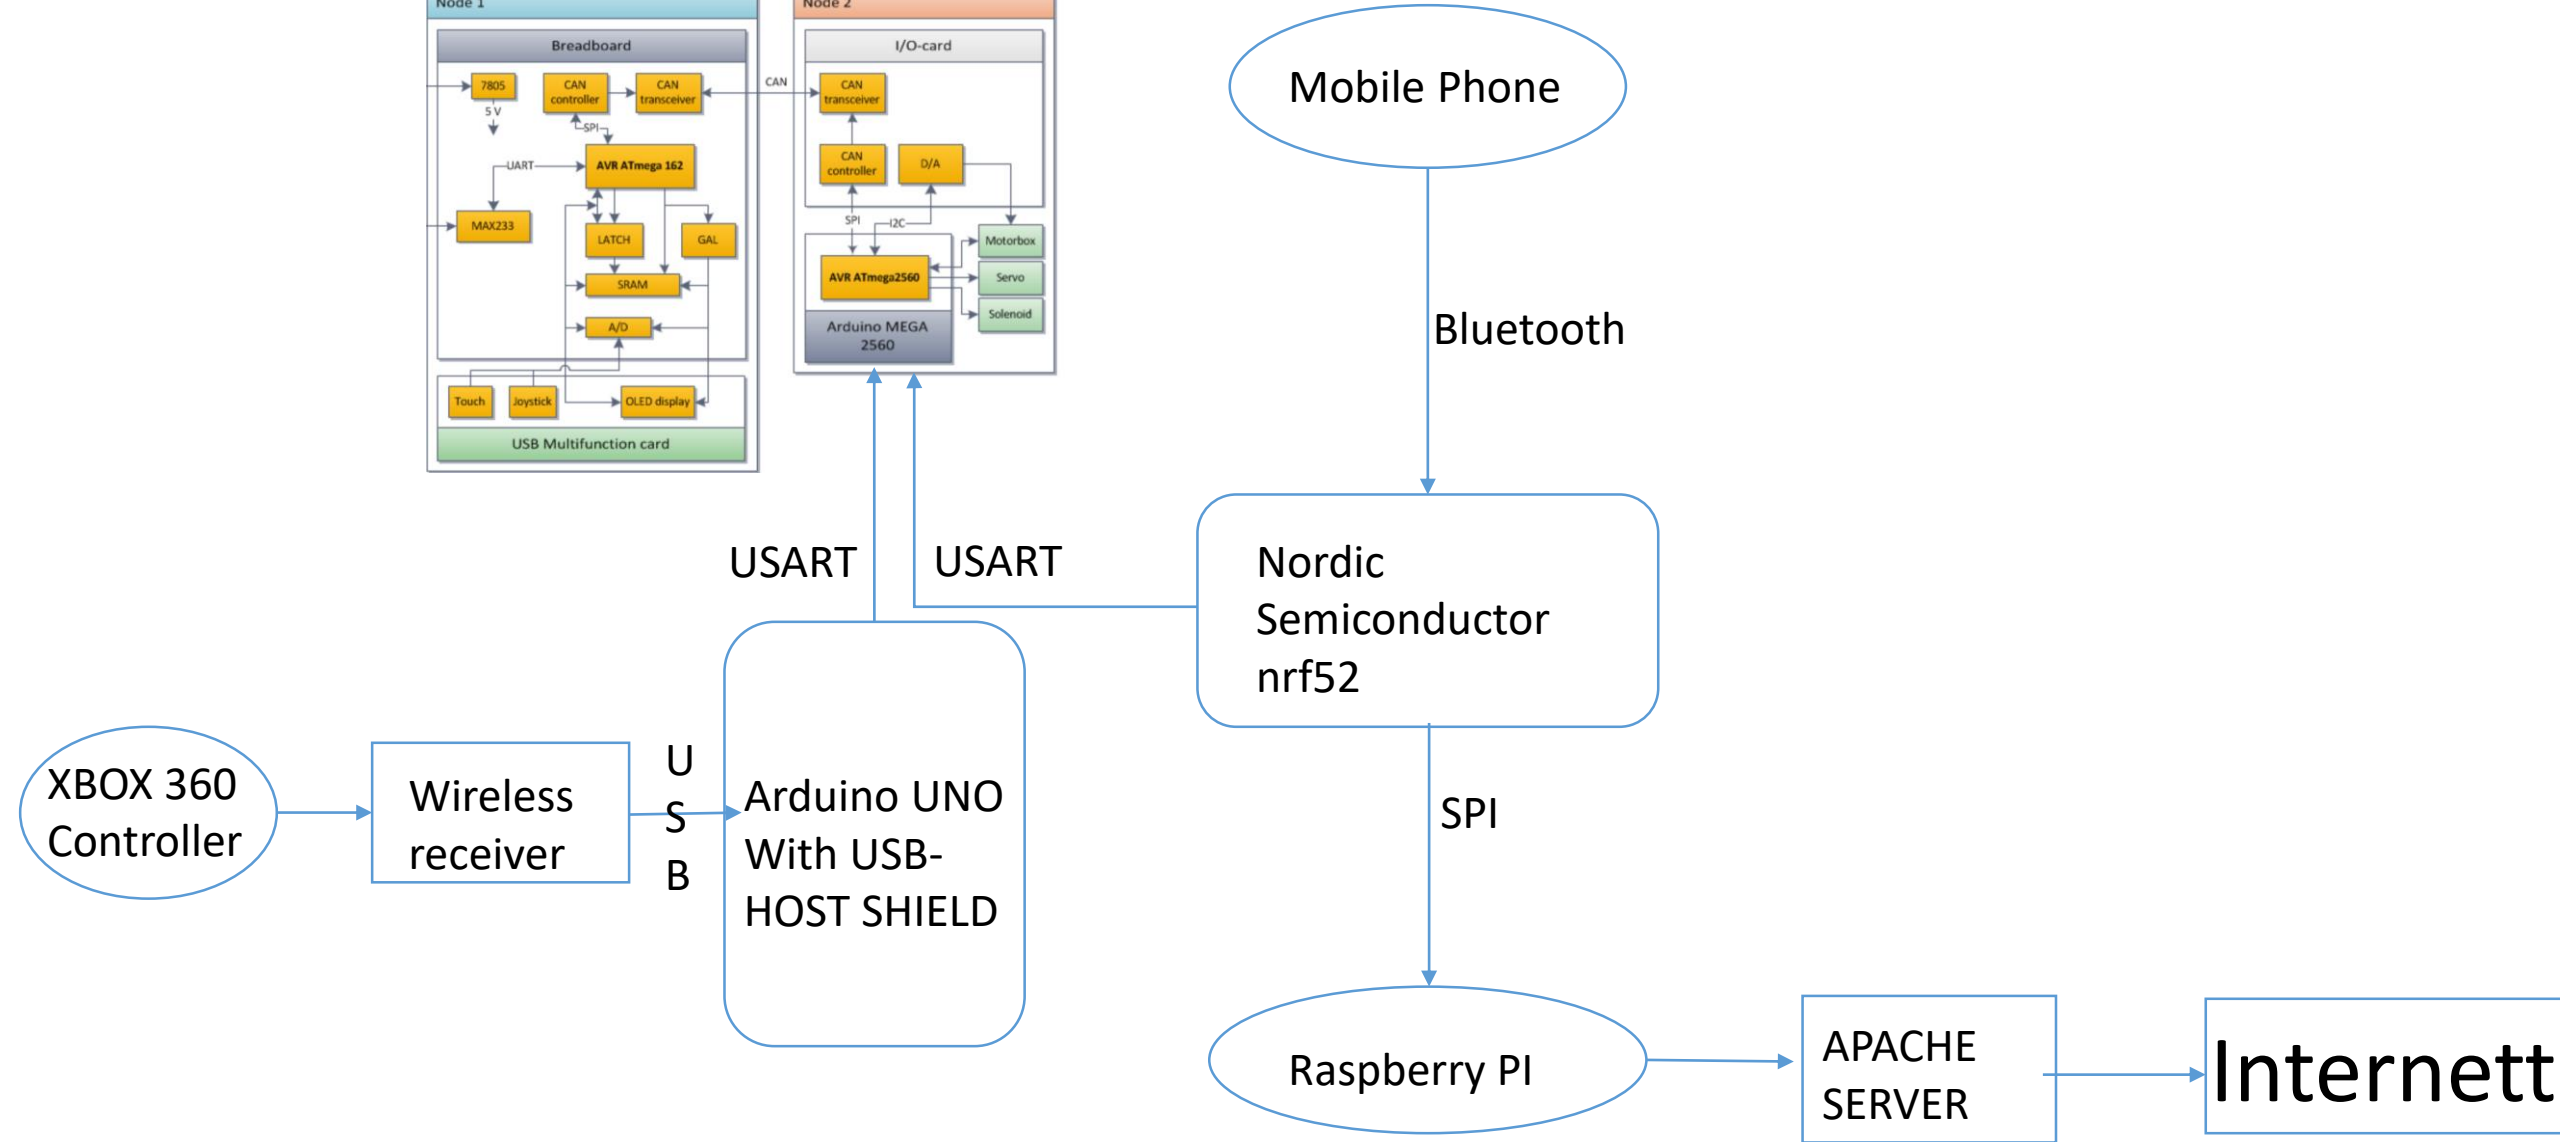 Node 1
Breadboard
7805
5 V
CAN
controller
CAN
transceiver
SPI
UART
AVR ATmega 162
MAX233
LATCH
GAL
SRAM
A/D
Touch
Joystick
OLED display
USB Multifunction card
CAN
Node 2
I/O-card
CAN
transceiver
CAN
controller
D/A
SPI
I2C
Motorbox
AVR ATmega2560
Servo
Solenoid
Arduino MEGA
2560
Mobile Phone
Bluetooth
USART
USART
Nordic
Semiconductor
nrf52
XBOX 360
Controller
Wireless
receiver
U
S
B
Arduino UNO
With USB-
HOST SHIELD
SPI
Raspberry PI
APACHE
SERVER
Internett